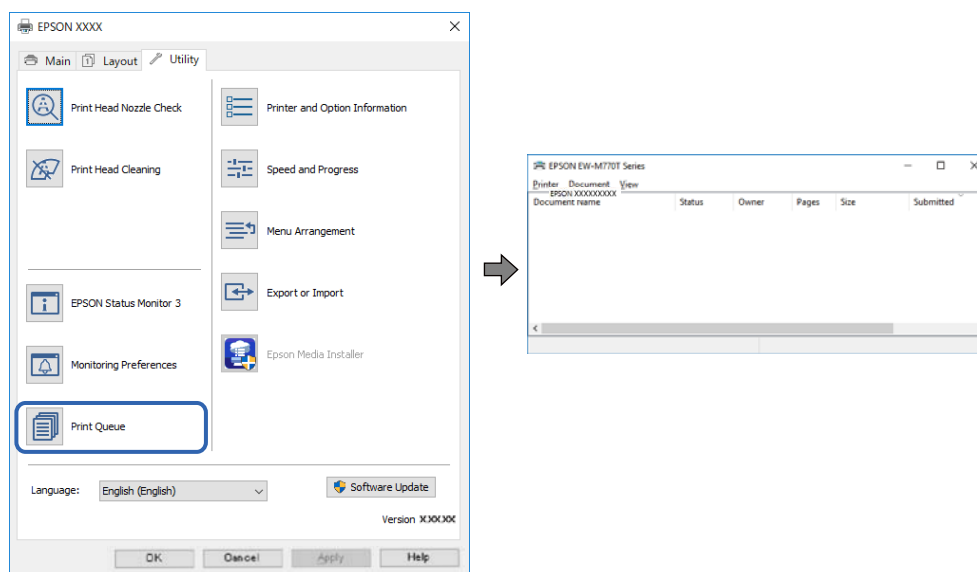 EPSON XXXX
Main
Layout
Utility
Print Head Nozzle Check
Print Head Cleaning
EPSON Status Monitor 3
Monitoring Preferences
Print Queue
Printer and Option Information
Speed and Progress
Menu Arrangement
Export or Import
Epson Media Installer
Language: English (English)
Software Update
Version X.XX.XX
OK Cancel Apply Help
EPSON EW-M770T Series
Printer Document View
EPSON XXXXXXXXX
Document Name Status Owner Pages Size Submitted